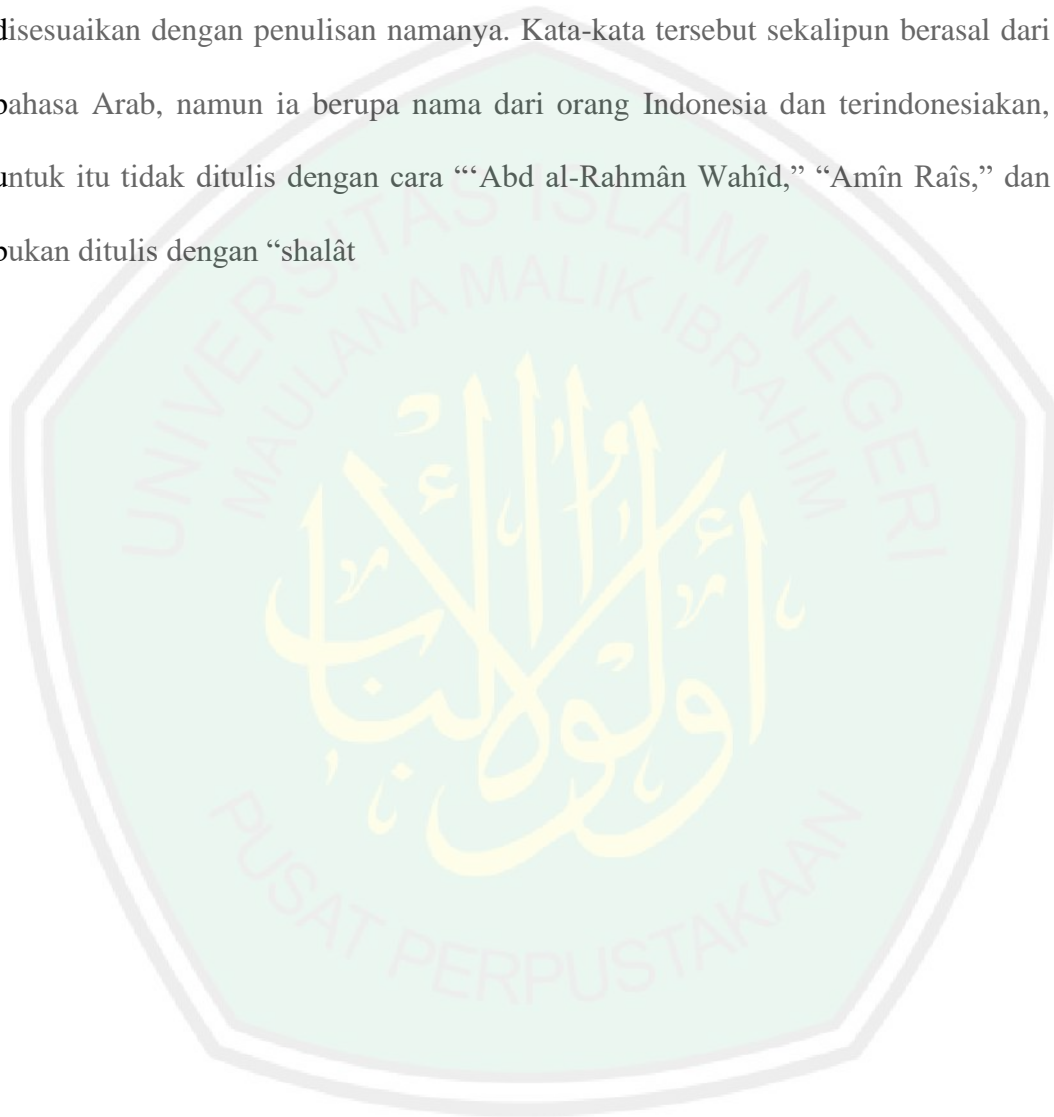 disesuaikan dengan penulisan namanya. Kata-kata tersebut sekalipun berasal dari
bahasa Arab, namun ia berupa nama dari orang Indonesia dan terindonesiakan,
untuk itu tidak ditulis dengan cara “‘Abd al-Rahmân Wahîd,” “Amîn Raîs,” dan
bukan ditulis dengan “shalât
UNIVERSITAS ISLAM NEGERI
MAULANA MALIK IBRAHIM
أولوا الألباب
PUSAT PERPUSTAKAAN